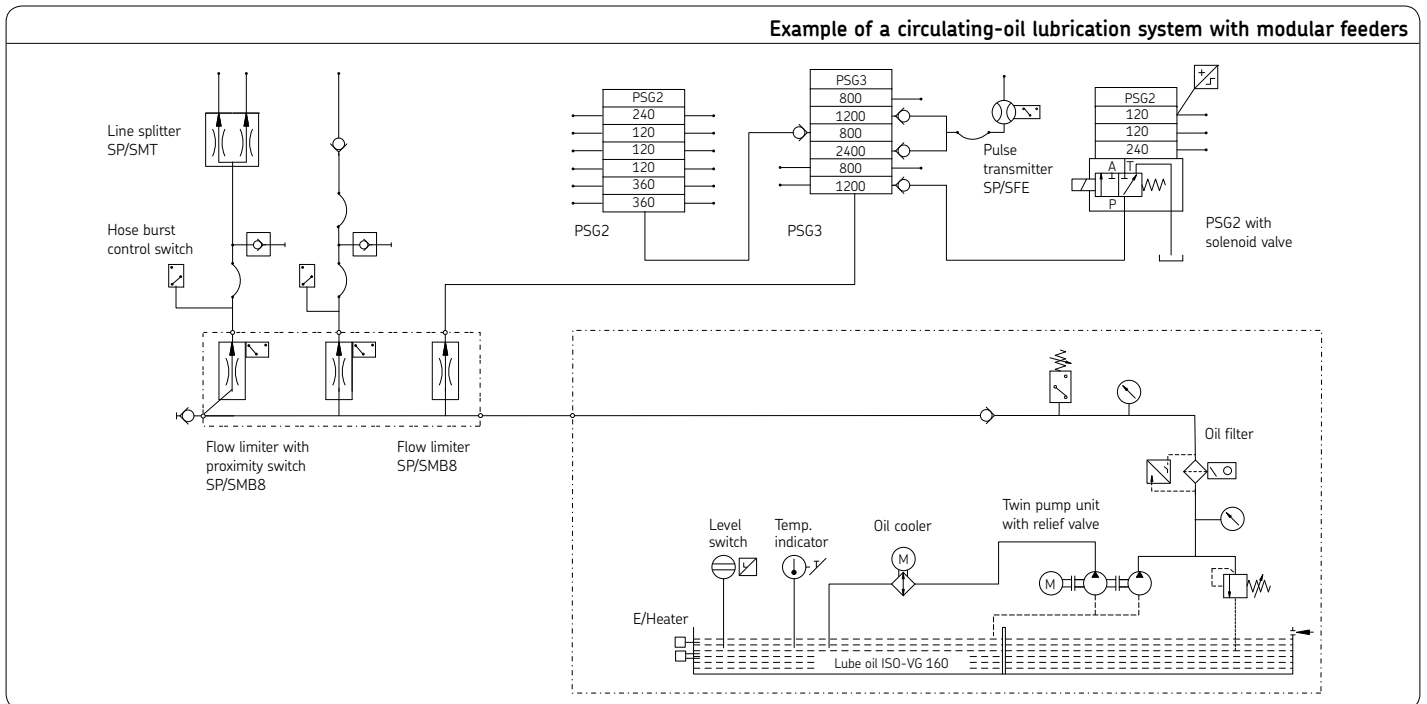 Example of a circulating-oil lubrication system with modular feeders
Line splitter
SP/SMT
Hose burst
control switch
PSG2
240
120
120
120
360
360
PSG2
PSG3
800
1200
800
2400
800
1200
PSG3
Pulse
transmitter
SP/SFE
PSG2
120
120
240
A T
P
PSG2 with
solenoid valve
Flow limiter with
proximity switch
SP/SMB8
Flow limiter
SP/SMB8
Oil filter
Twin pump unit
with relief valve
Level
switch
L
Temp.
indicator
T
Oil cooler
M
M
E/Heater
Lube oil ISO-VG 160